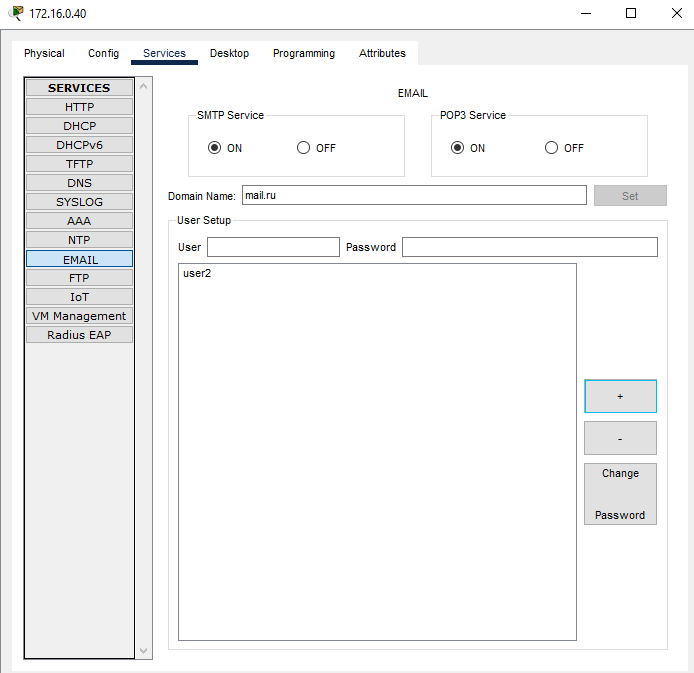 172.16.0.40
Physical Config Services Desktop Programming Attributes
SERVICES
HTTP
DHCP
DHCPv6
TFTP
DNS
SYSLOG
AAA
NTP
EMAIL
FTP
IoT
VM Management
Radius EAP
EMAIL
SMTP Service
ON OFF
POP3 Service
ON OFF
Domain Name: mail.ru Set
User Setup
User Password
user2
+
-
Change
Password